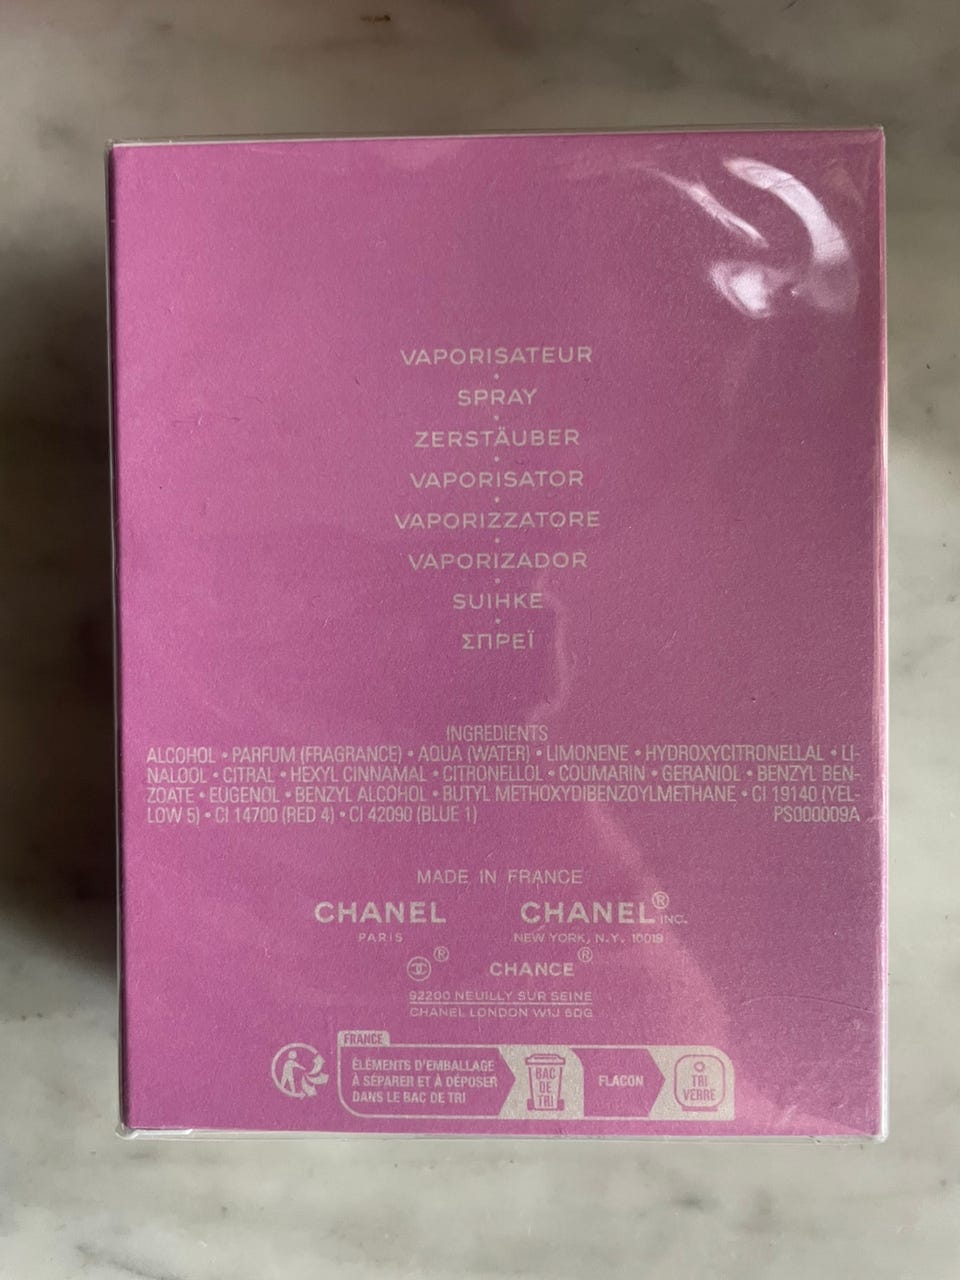 VAPORISATEUR
•
SPRAY
•
ZERSTÄUBER
•
VAPORISATOR
•
VAPORIZZATORE
•
VAPORIZADOR
•
SUIHKE
•
ΣΠΡΕΪ
INGREDIENTS
ALCOHOL • PARFUM (FRAGRANCE) • AQUA (WATER) • LIMONENE • HYDROXYCITRONELLAL • LI-
NALOOL • CITRAL • HEXYL CINNAMAL • CITRONELLOL • COUMARIN • GERANIOL • BENZYL BEN-
ZOATE • EUGENOL • BENZYL ALCOHOL • BUTYL METHOXYDIBENZOYLMETHANE • CI 19140 (YEL-
LOW 5) • CI 14700 (RED 4) • CI 42090 (BLUE 1) PS000009A
MADE IN FRANCE
CHANEL CHANEL® INC.
PARIS NEW YORK, N.Y. 10019
® CHANCE®
92200 NEUILLY SUR SEINE
CHANEL LONDON W1J 6DG
FRANCE
ÉLÉMENTS D'EMBALLAGE
À SÉPARER ET À DÉPOSER
DANS LE BAC DE TRI
BAC
DE
TRI
FLACON
TRI
VERRE